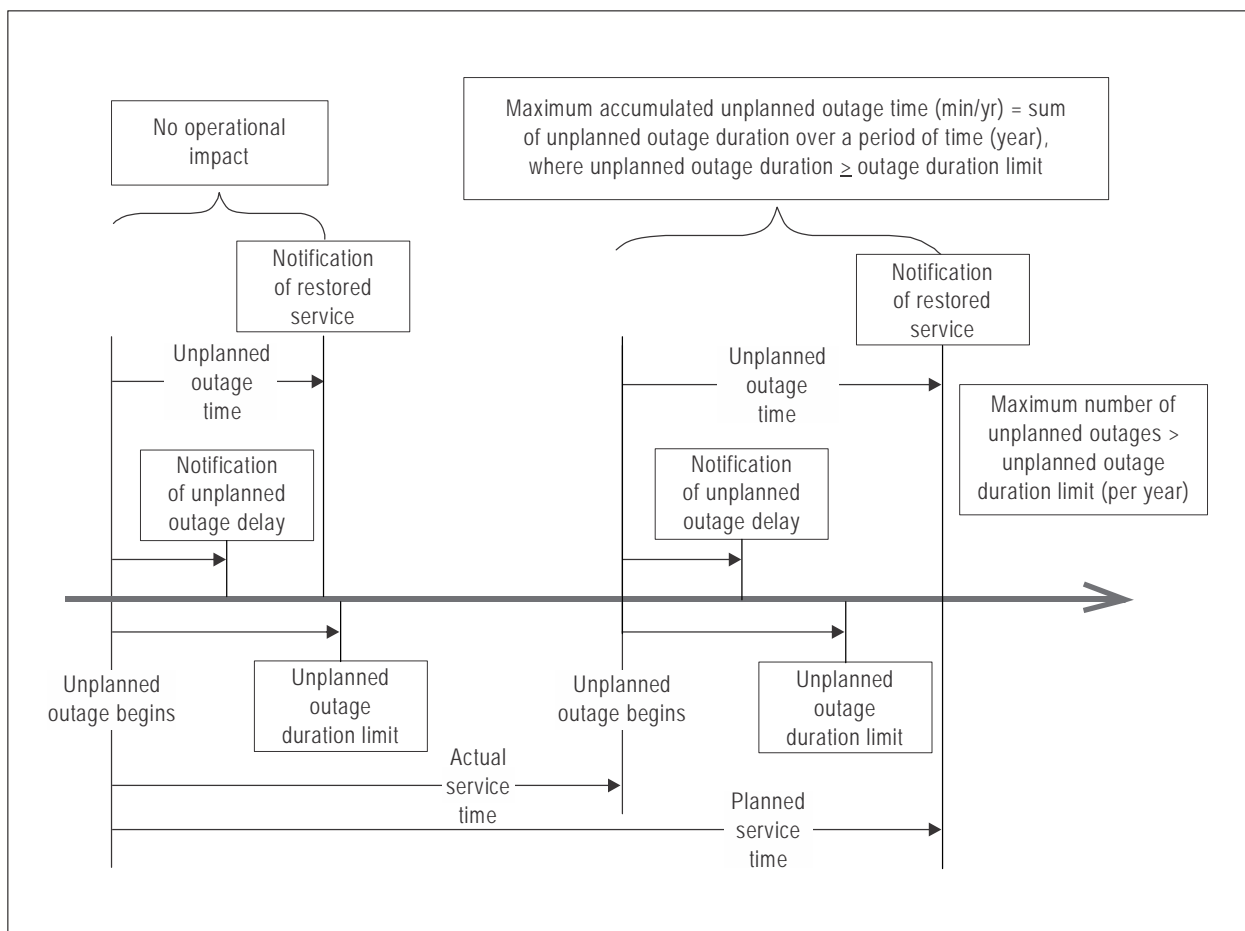 No operational
impact
Maximum accumulated unplanned outage time (min/yr) = sum
of unplanned outage duration over a period of time (year),
where unplanned outage duration ≥ outage duration limit
Notification
of restored
service
Notification
of restored
service
Unplanned
outage
time
Unplanned
outage
time
Maximum number of
unplanned outages >
unplanned outage
duration limit (per year)
Notification
of unplanned
outage delay
Notification
of unplanned
outage delay
Unplanned
outage begins
Unplanned
outage
duration limit
Unplanned
outage begins
Unplanned
outage
duration limit
Actual
service
time
Planned
service
time